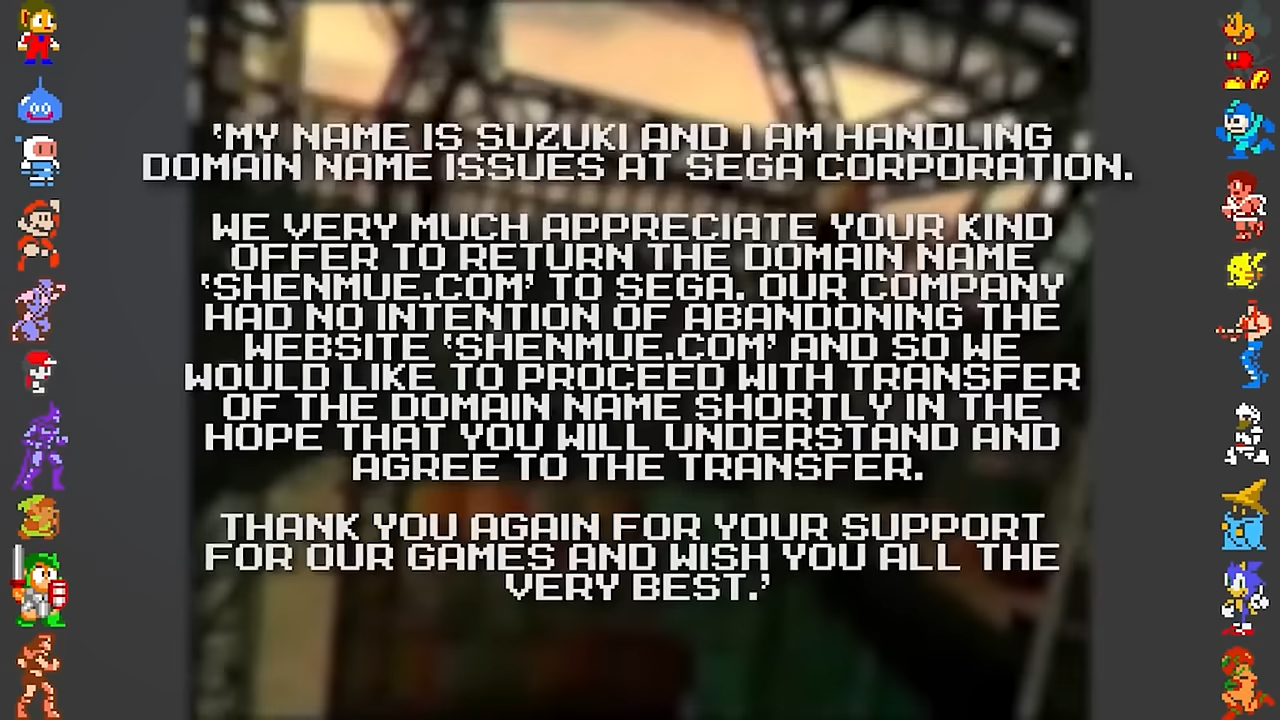 'MY NAME IS SUZUKI AND I AM HANDLING
DOMAIN NAME ISSUES AT SEGA CORPORATION.
WE VERY MUCH APPRECIATE YOUR KIND
OFFER TO RETURN THE DOMAIN NAME
'SHENMUE.COM' TO SEGA. OUR COMPANY
HAD NO INTENTION OF ABANDONING THE
WEBSITE 'SHENMUE.COM' AND SO WE
WOULD LIKE TO PROCEED WITH TRANSFER
OF THE DOMAIN NAME SHORTLY IN THE
HOPE THAT YOU WILL UNDERSTAND AND
AGREE TO THE TRANSFER.
THANK YOU AGAIN FOR YOUR SUPPORT
FOR OUR GAMES AND WISH YOU ALL THE
VERY BEST.'